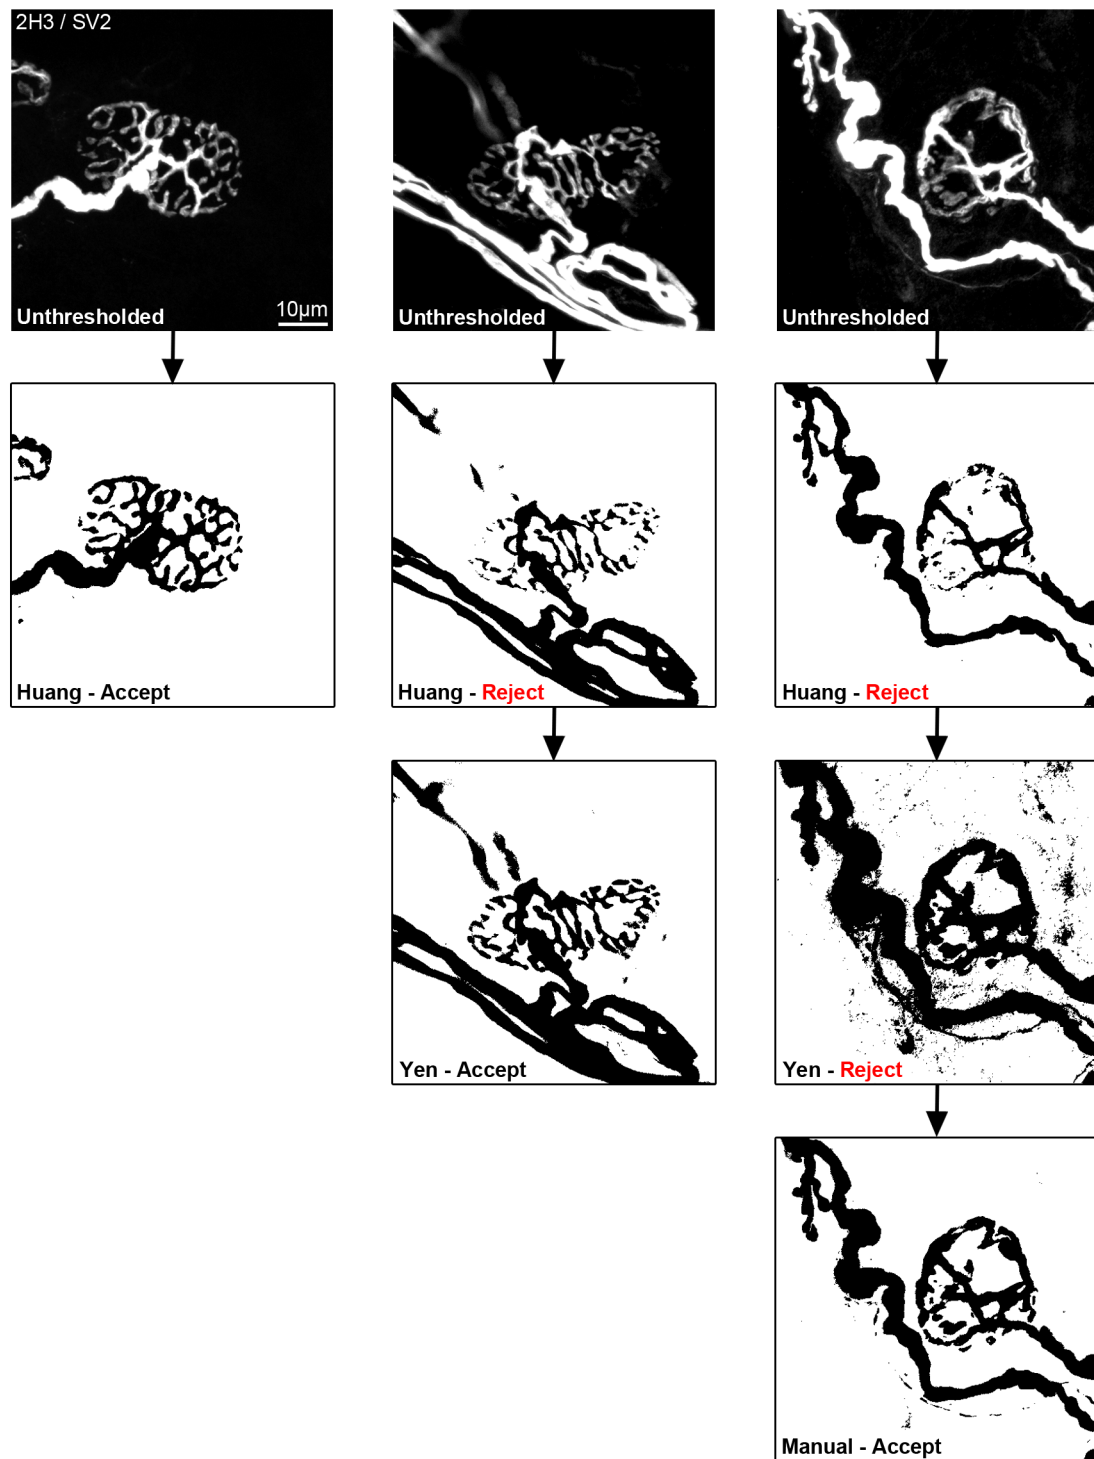 2H3 / SV2
Unthresholded
10µm
Unthresholded
Unthresholded
Huang - Accept
Huang - Reject
Huang - Reject
Yen - Accept
Yen - Reject
Manual - Accept